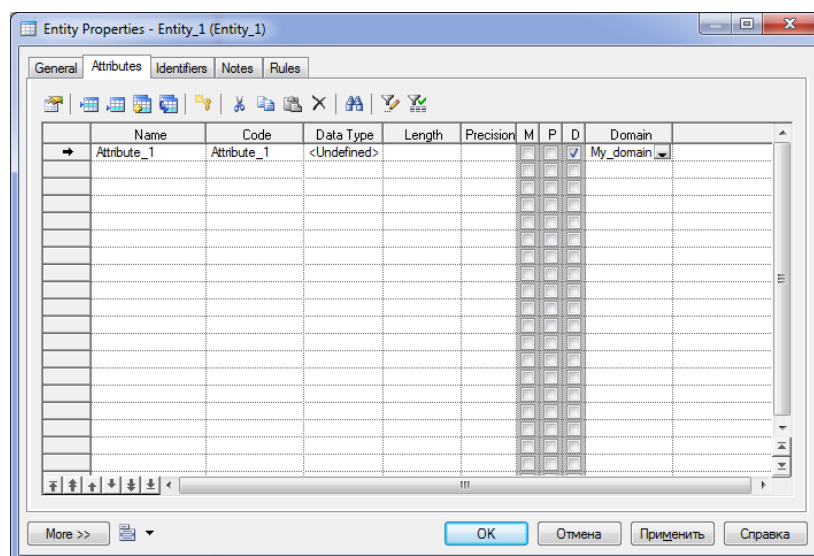 Entity Properties - Entity_1 (Entity_1)
General Attributes Identifiers Notes Rules
Name Code Data Type Length Precision M P D Domain
Attribute_1 Attribute_1 <Undefined> My_domain
More >> OK Отмена Применить Справка